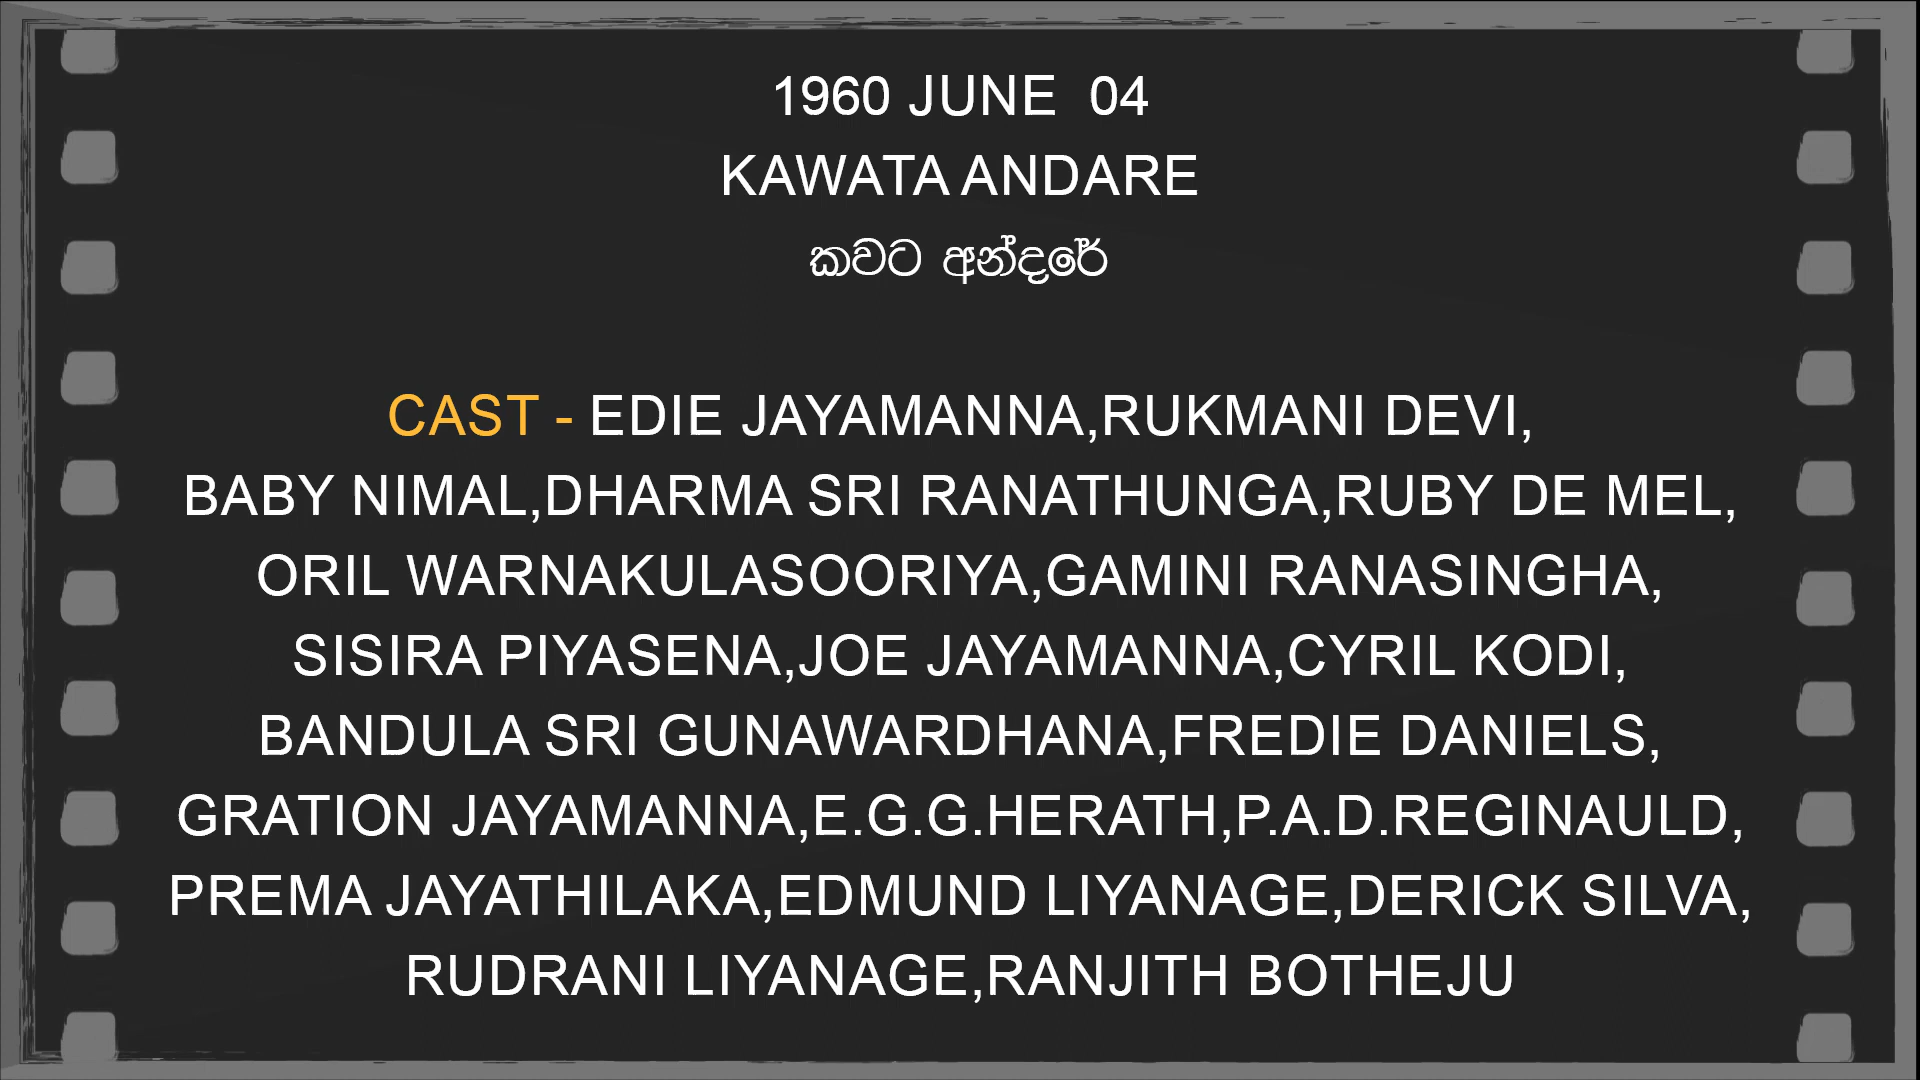 1960 JUNE 04
KAWATA ANDARE
කවට අන්දරේ
CAST - EDIE JAYAMANNA,RUKMANI DEVI,
BABY NIMAL,DHARMA SRI RANATHUNGA,RUBY DE MEL,
ORIL WARNAKULASOORIYA,GAMINI RANASINGHA,
SISIRA PIYASENA,JOE JAYAMANNA,CYRIL KODI,
BANDULA SRI GUNAWARDHANA,FREDIE DANIELS,
GRATION JAYAMANNA,E.G.G.HERATH,P.A.D.REGINAULD,
PREMA JAYATHILAKA,EDMUND LIYANAGE,DERICK SILVA,
RUDRANI LIYANAGE,RANJITH BOTHEJU